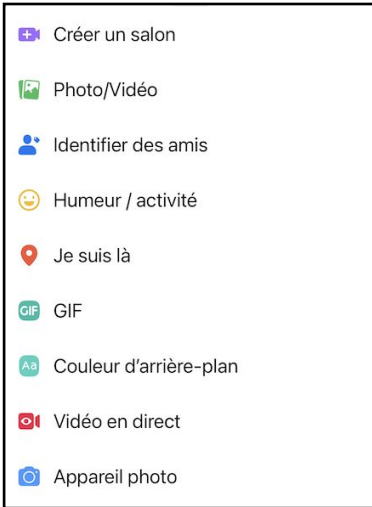 Créer un salon
Photo/Vidéo
Identifier des amis
Humeur / activité
Je suis là
GIF GIF
Aa Couleur d'arrière-plan
Vidéo en direct
Appareil photo